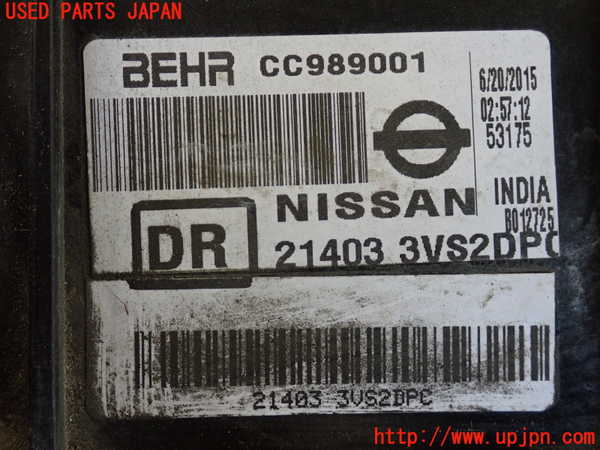 USED PARTS JAPAN
BEHR CC989001
6/20/2015
02:57:12
53175
NISSAN
INDIA
B012725
DR
21403 3VS2DPC
21403 3VS2DPC
http://www.upjpn.com/